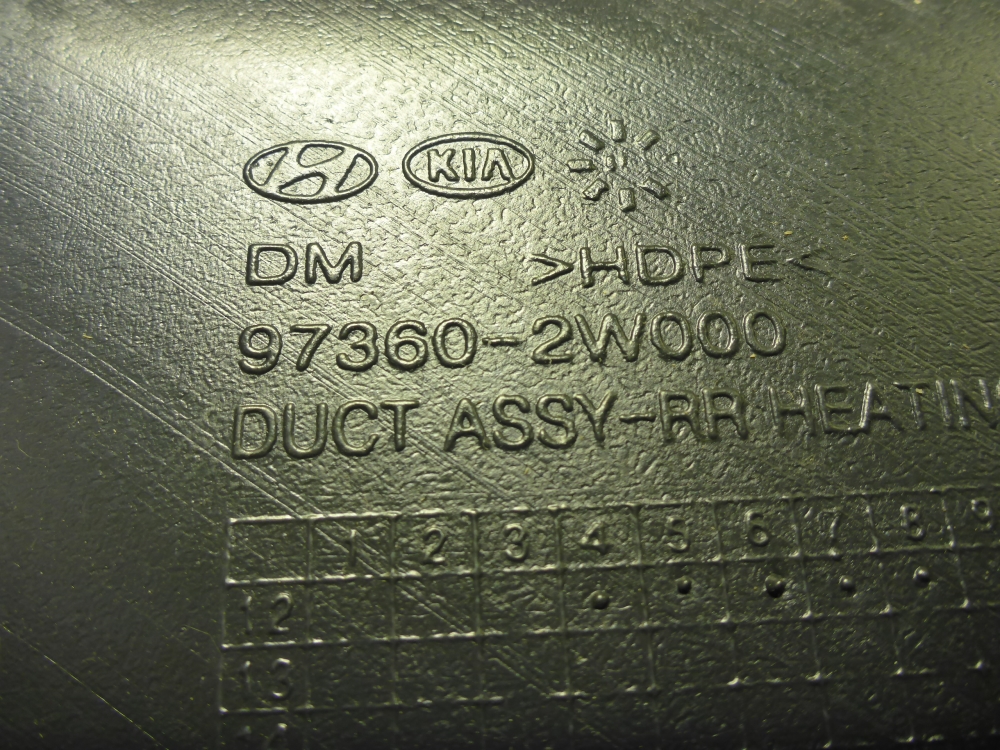 KIA
DM >HDPE<
97360-2W000
DUCT ASSY-RR HEATIN
1 2 3 4 5 6 7 8 9
12
13